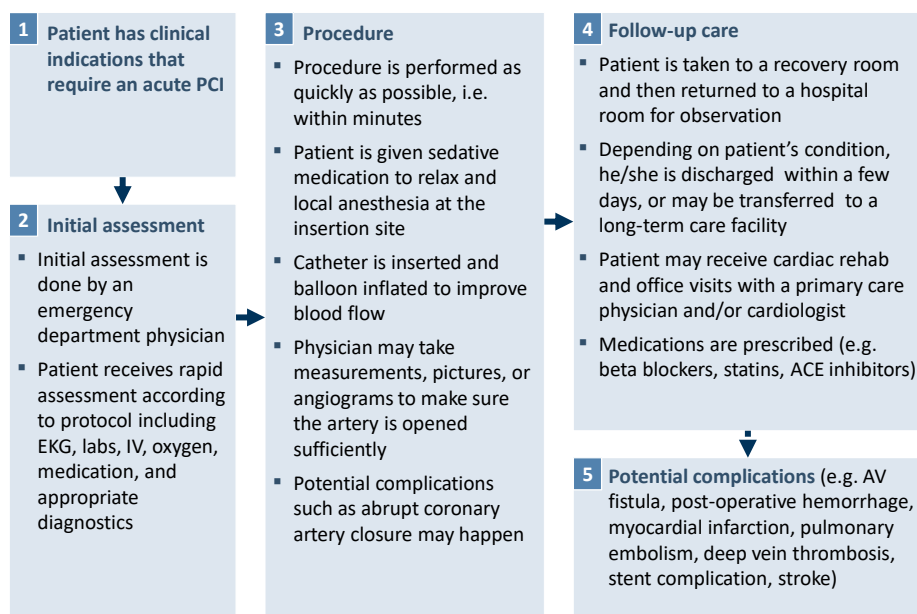 1 Patient has clinical
indications that
require an acute PCI
2 Initial assessment
▪ Initial assessment is
done by an
emergency
department physician
▪ Patient receives rapid
assessment according
to protocol including
EKG, labs, IV, oxygen,
medication, and
appropriate
diagnostics
3 Procedure
▪ Procedure is performed as
quickly as possible, i.e.
within minutes
▪ Patient is given sedative
medication to relax and
local anesthesia at the
insertion site
▪ Catheter is inserted and
balloon inflated to improve
blood flow
▪ Physician may take
measurements, pictures, or
angiograms to make sure
the artery is opened
sufficiently
▪ Potential complications
such as abrupt coronary
artery closure may happen
4 Follow-up care
▪ Patient is taken to a recovery room
and then returned to a hospital
room for observation
▪ Depending on patient’s condition,
he/she is discharged within a few
days, or may be transferred to a
long-term care facility
▪ Patient may receive cardiac rehab
and office visits with a primary care
physician and/or cardiologist
▪ Medications are prescribed (e.g.
beta blockers, statins, ACE inhibitors)
5 Potential complications (e.g. AV
fistula, post-operative hemorrhage,
myocardial infarction, pulmonary
embolism, deep vein thrombosis,
stent complication, stroke)